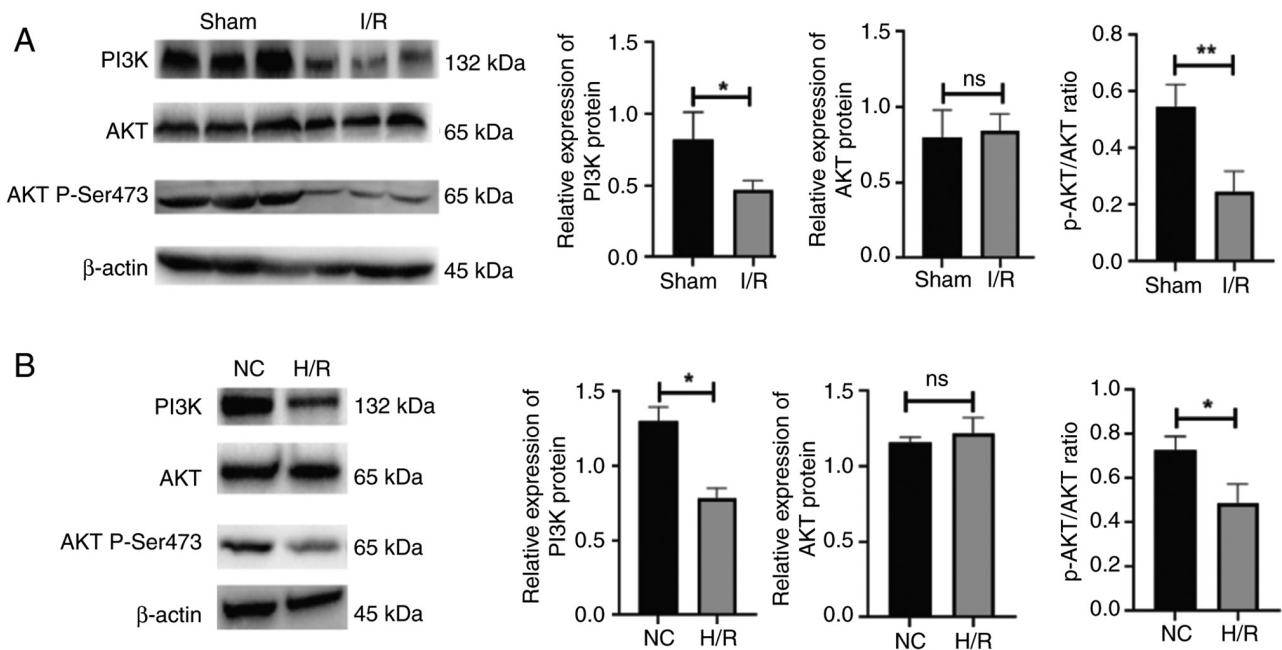 A
Sham I/R
PI3K 132 kDa
AKT 65 kDa
AKT P-Ser473 65 kDa
β-actin 45 kDa
Relative expression of
PI3K protein
1.5
1.0
0.5
0.0
*
Sham I/R
Relative expression of
AKT protein
1.5
1.0
0.5
0.0
ns
Sham I/R
p-AKT/AKT ratio
0.8
0.6
0.4
0.2
0.0
**
Sham I/R
B
NC H/R
PI3K 132 kDa
AKT 65 kDa
AKT P-Ser473 65 kDa
β-actin 45 kDa
Relative expression of
PI3K protein
1.5
1.0
0.5
0.0
*
NC H/R
Relative expression of
AKT protein
1.5
1.0
0.5
0.0
ns
NC H/R
p-AKT/AKT ratio
1.0
0.8
0.6
0.4
0.2
0.0
*
NC H/R